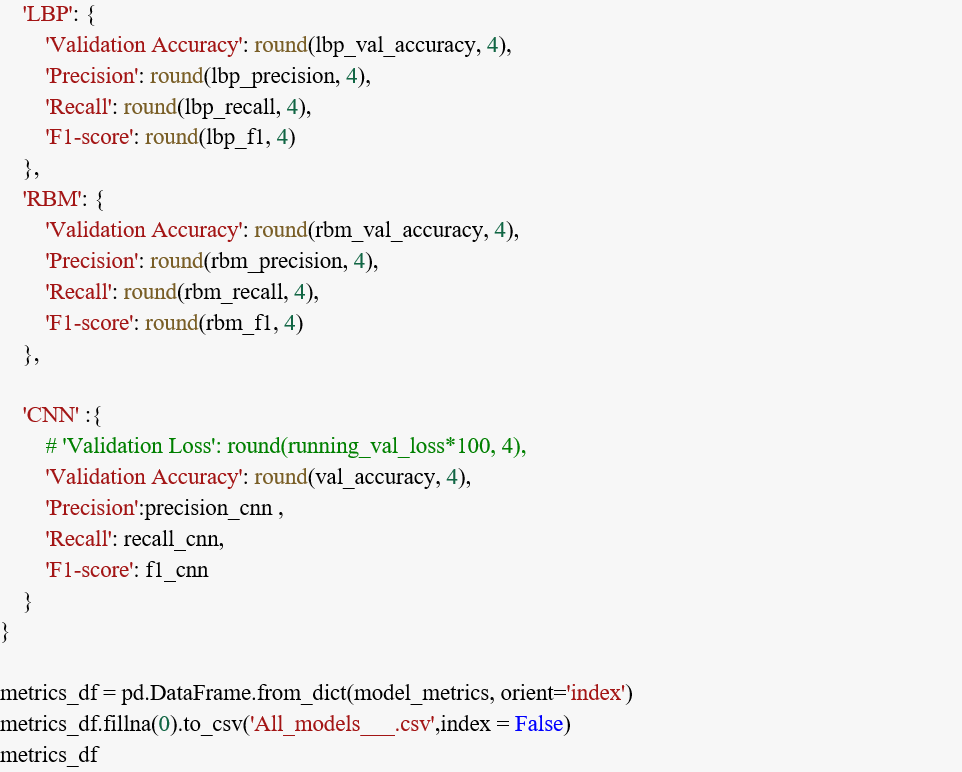 'LBP': {
'Validation Accuracy': round(lbp_val_accuracy, 4),
'Precision': round(lbp_precision, 4),
'Recall': round(lbp_recall, 4),
'F1-score': round(lbp_f1, 4)
},
'RBM': {
'Validation Accuracy': round(rbm_val_accuracy, 4),
'Precision': round(rbm_precision, 4),
'Recall': round(rbm_recall, 4),
'F1-score': round(rbm_f1, 4)
},
'CNN' :{
# 'Validation Loss': round(running_val_loss*100, 4),
'Validation Accuracy': round(val_accuracy, 4),
'Precision':precision_cnn ,
'Recall': recall_cnn,
'F1-score': f1_cnn
}
}
metrics_df = pd.DataFrame.from_dict(model_metrics, orient='index')
metrics_df.fillna(0).to_csv('All_models___.csv',index = False)
metrics_df